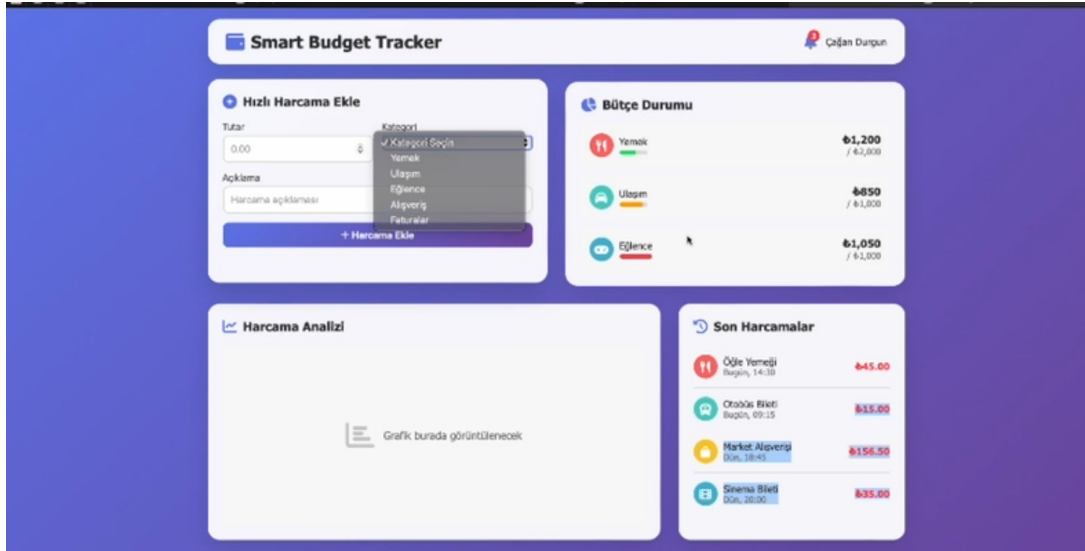 Smart Budget Tracker
2
Çağan Durgun
Hızlı Harcama Ekle
Tutar
Kategori
0.00
✓ Kategori Seçin
Yemek
Ulaşım
Eğlence
Alışveriş
Faturalar
Açıklama
Harcama açıklaması
+ Harcama Ekle
Bütçe Durumu
Yemek
₺1,200
/ ₺2,000
Ulaşım
₺850
/ ₺1,000
Eğlence
₺1,050
/ ₺1,000
Harcama Analizi
Grafik burada görüntülenecek
Son Harcamalar
Öğle Yemeği
₺45.00
Bugün, 14:30
Otobüs Bileti
₺15.00
Bugün, 09:15
Market Alışverişi
₺156.50
Dün, 18:45
Sinema Bileti
₺35.00
Dün, 20:00